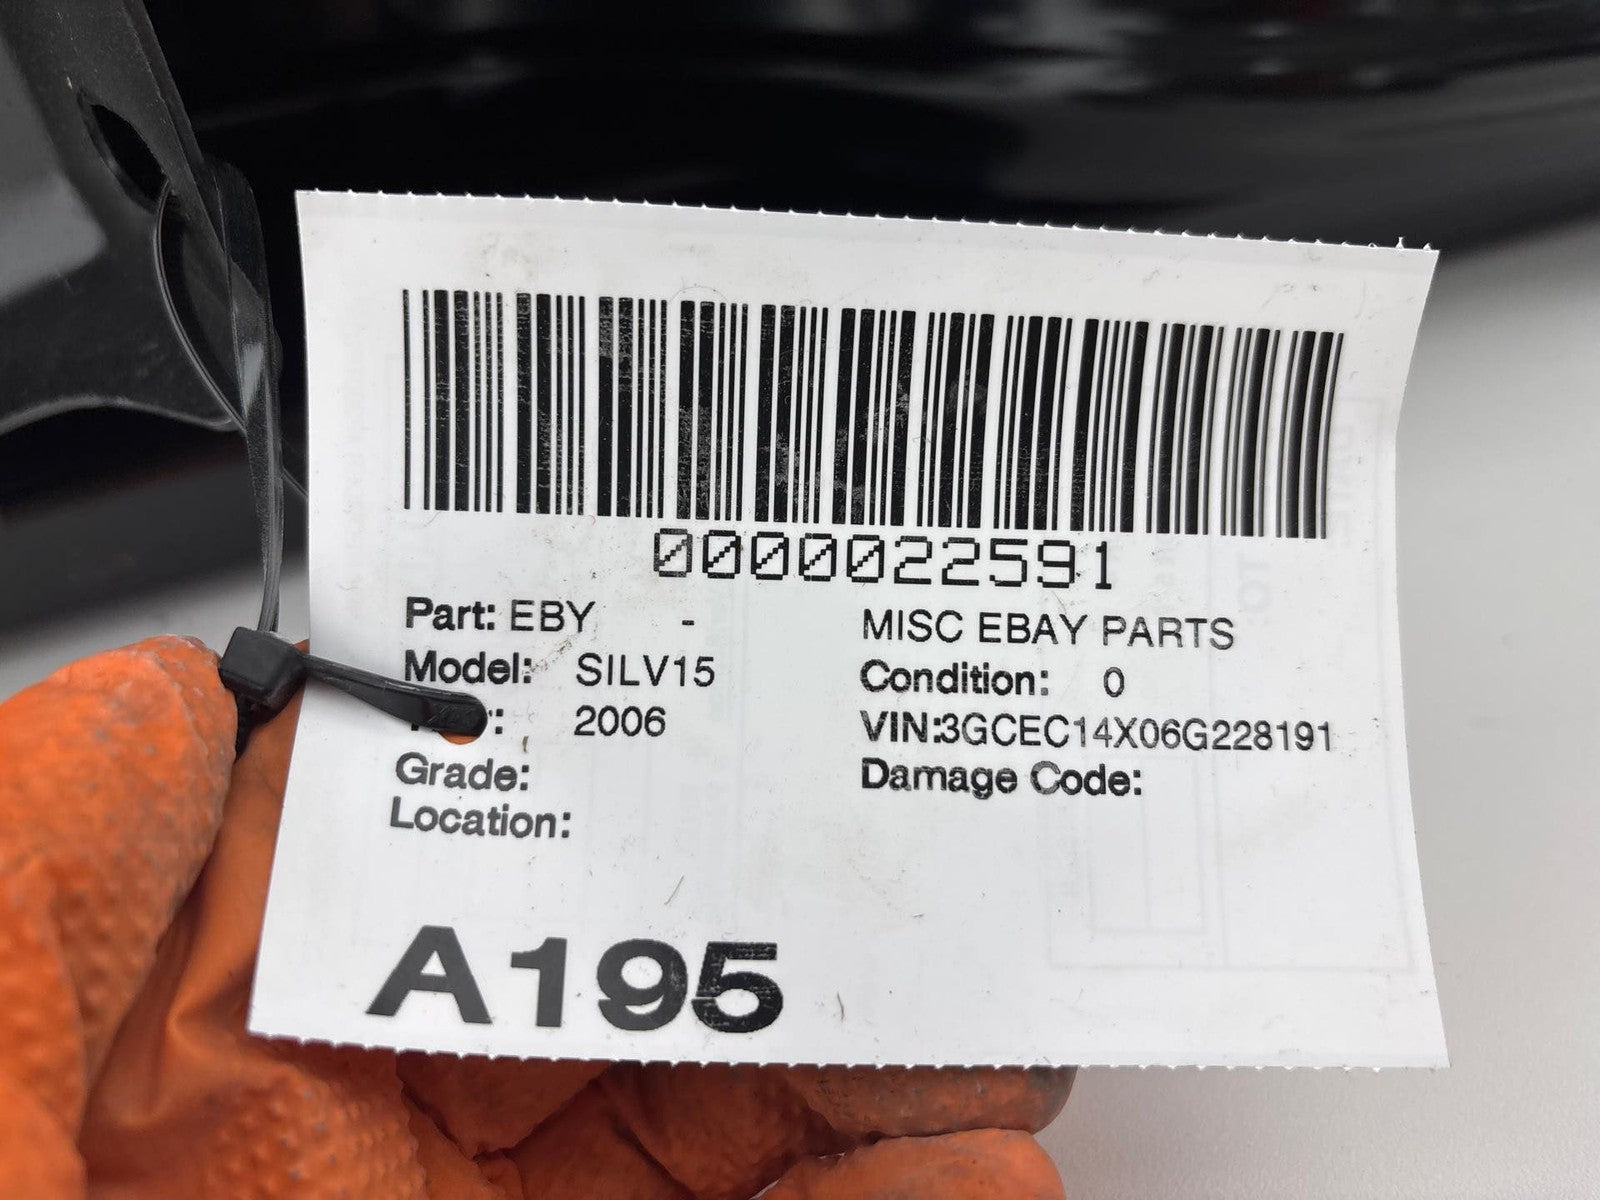 0000022591
Part: EBY - MISC EBAY PARTS
Model: SILV15 Condition: 0
: 2006 VIN:3GCEC14X06G228191
Grade: Damage Code:
Location:
A195